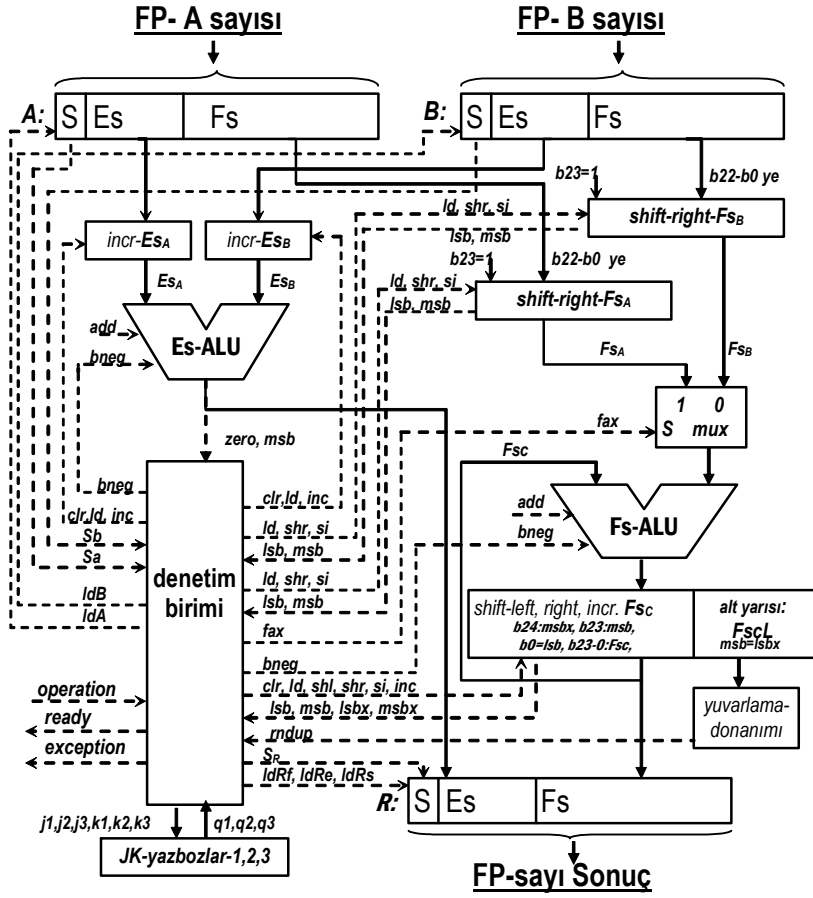 FP- A sayısı
FP- B sayısı
A: S Es Fs
B: S Es Fs
b23=1
b22-b0 ye
ld, shr, si
lsb, msb
shift-right-FsB
incr-EsA
incr-EsB
b23=1
b22-b0 ye
ld, shr, si
lsb, msb
shift-right-FsA
EsA
EsB
add
bneg
Es-ALU
FsA
FsB
1 0
S mux
fax
zero, msb
Fsc
bneg
clr,ld, inc
Sb
Sa
ldB
ldA
clr,ld, inc
ld, shr, si
lsb, msb
ld, shr, si
lsb, msb
fax
bneg
clr, ld, shl, shr, si, inc
lsb, msb, lsbx, msbx
rndup
SR
ldRf, ldRe, ldRs
denetim
birimi
add
bneg
Fs-ALU
shift-left, right, incr. FsC
b24:msbx, b23:msb,
b0=lsb, b23-0:Fsc,
alt yarısı:
FsçL
msb=lsbx
operation
ready
exception
yuvarlama-
donanımı
R: S Es Fs
j1,j2,j3,k1,k2,k3
q1,q2,q3
JK-yazbozlar-1,2,3
FP-sayı Sonuç